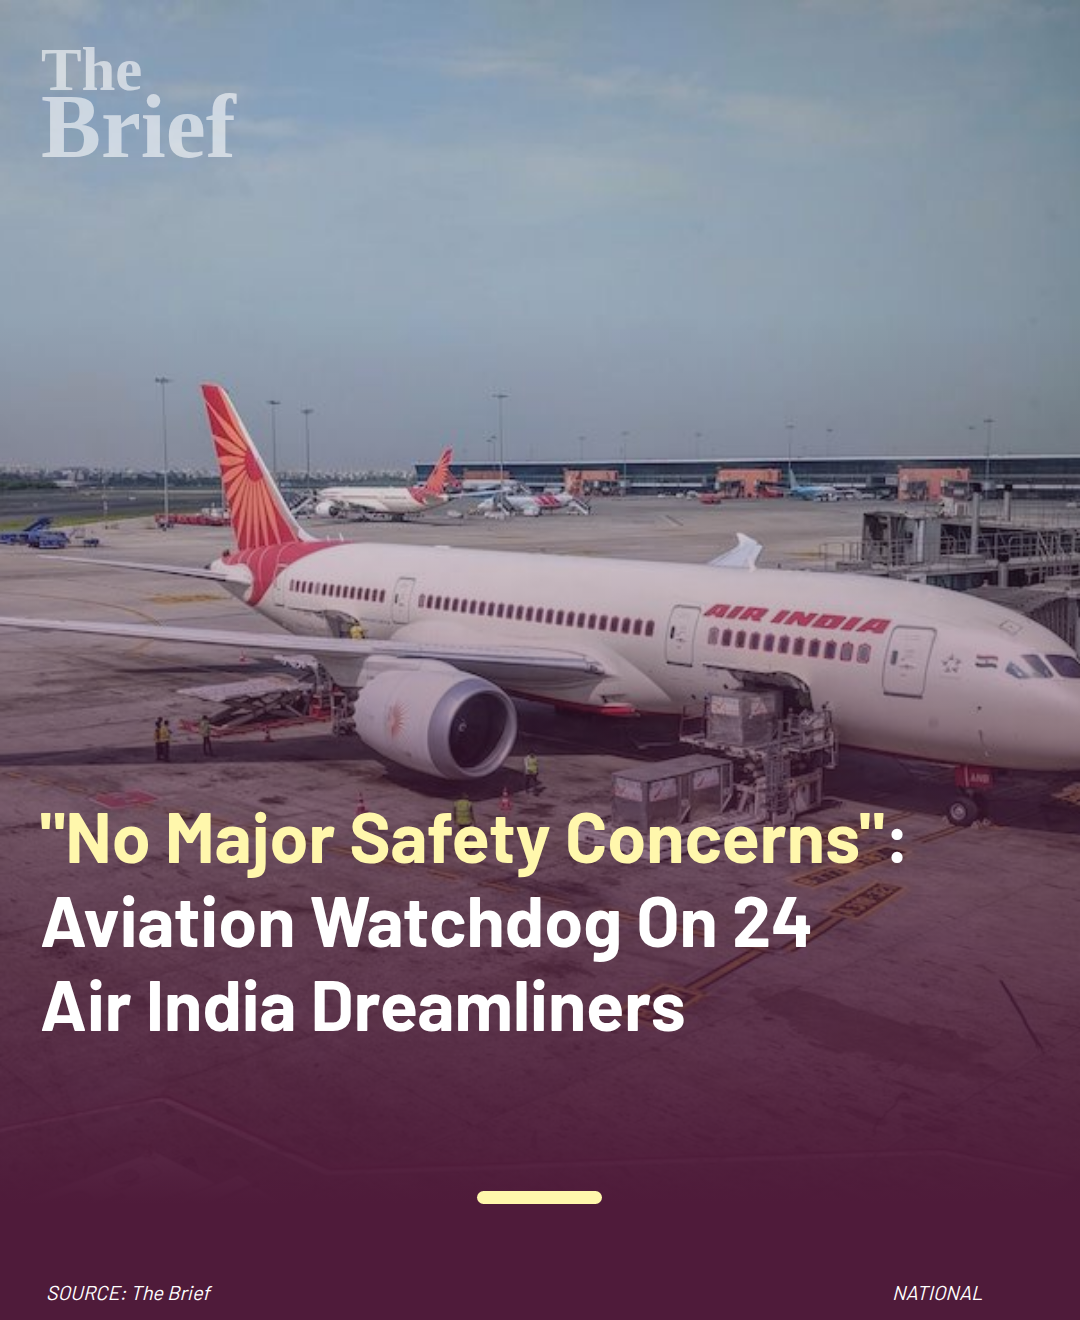 The
Brief
AIR INDIA
ANB
"No Major Safety Concerns":
Aviation Watchdog On 24
Air India Dreamliners
SOURCE: The Brief
NATIONAL